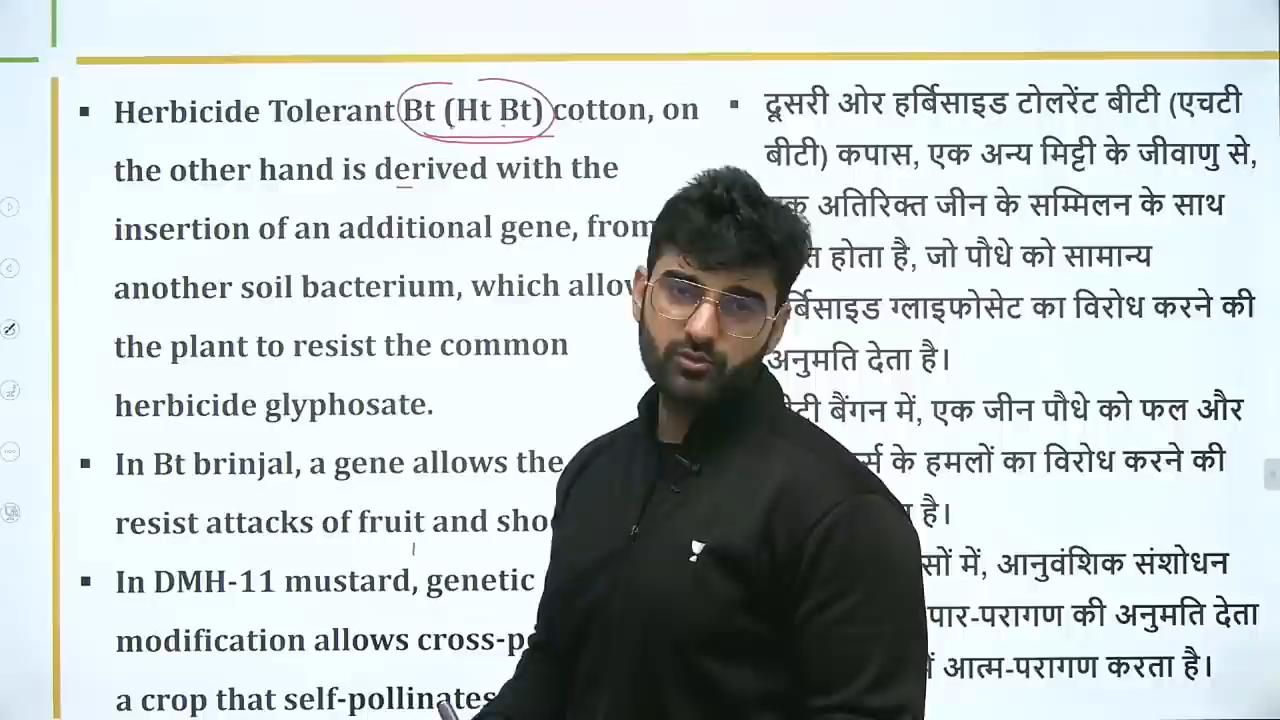 ▪ Herbicide Tolerant Bt (Ht Bt) cotton, on
the other hand is derived with the
insertion of an additional gene, from
another soil bacterium, which
the plant to resist the common
herbicide glyphosate.
▪ In Bt brinjal, a gene allows the
resist attacks of fruit and
▪ In DMH-11 mustard, genetic
modification allows
a crop that self-pollinates
▪ दूसरी ओर हर्बिसाइड टोलरेंट बीटी (एचटी
बीटी) कपास, एक अन्य मिट्टी के जीवाणु से,
अतिरिक्त जीन के सम्मिलन के साथ
होता है, जो पौधे को सामान्य
ग्लाइफोसेट का विरोध करने की
अनुमति देता है।
बैंगन में, एक जीन पौधे को फल और
के हमलों का विरोध करने की
है।
में, आनुवंशिक संशोधन
पार-परागण की अनुमति देता
आत्म-परागण करता है।